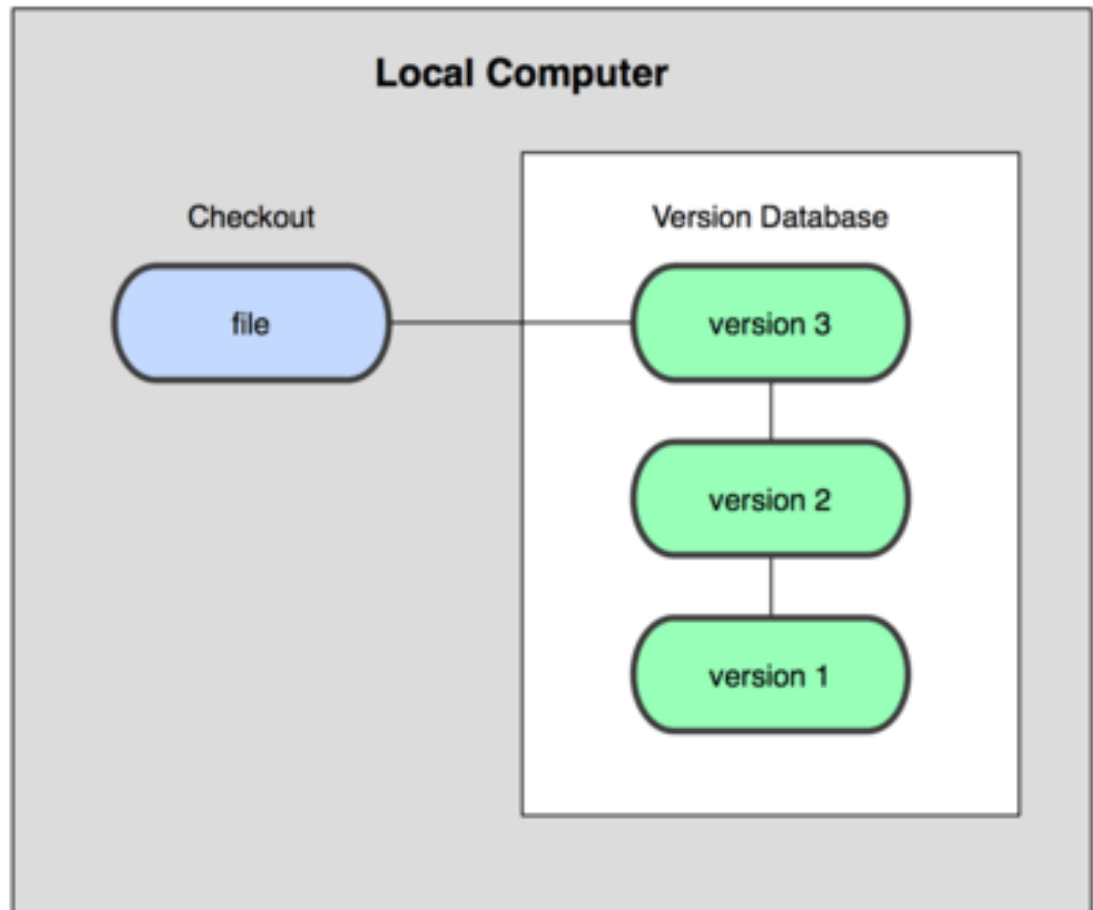 Local Computer
Checkout
Version Database
file
version 3
version 2
version 1